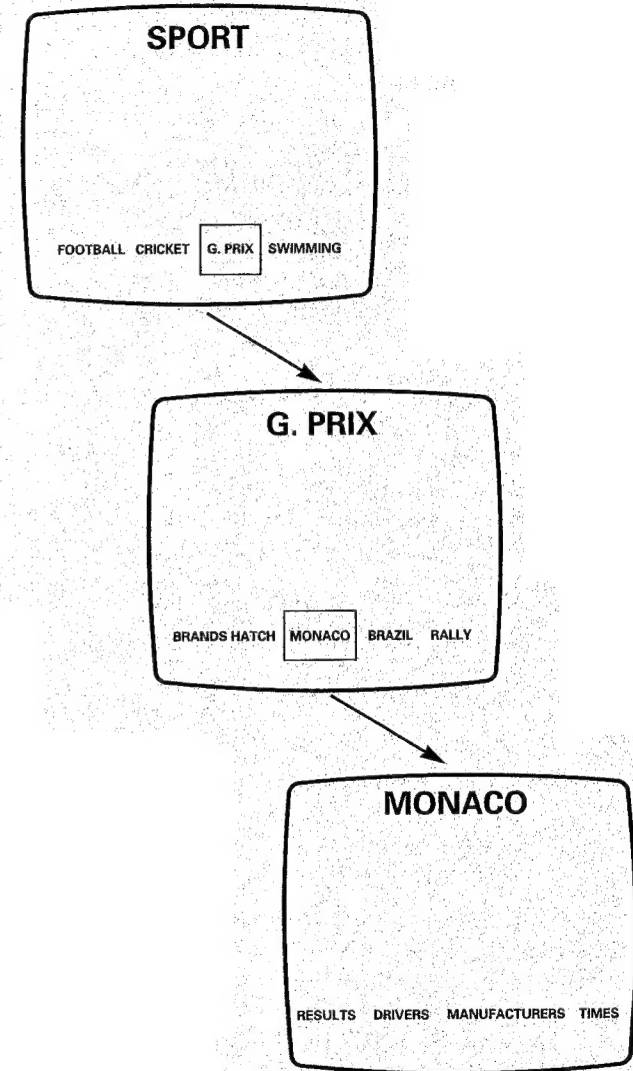 SPORT
FOOTBALL CRICKET G. PRIX SWIMMING
G. PRIX
BRANDS HATCH MONACO BRAZIL RALLY
MONACO
RESULTS DRIVERS MANUFACTURERS TIMES